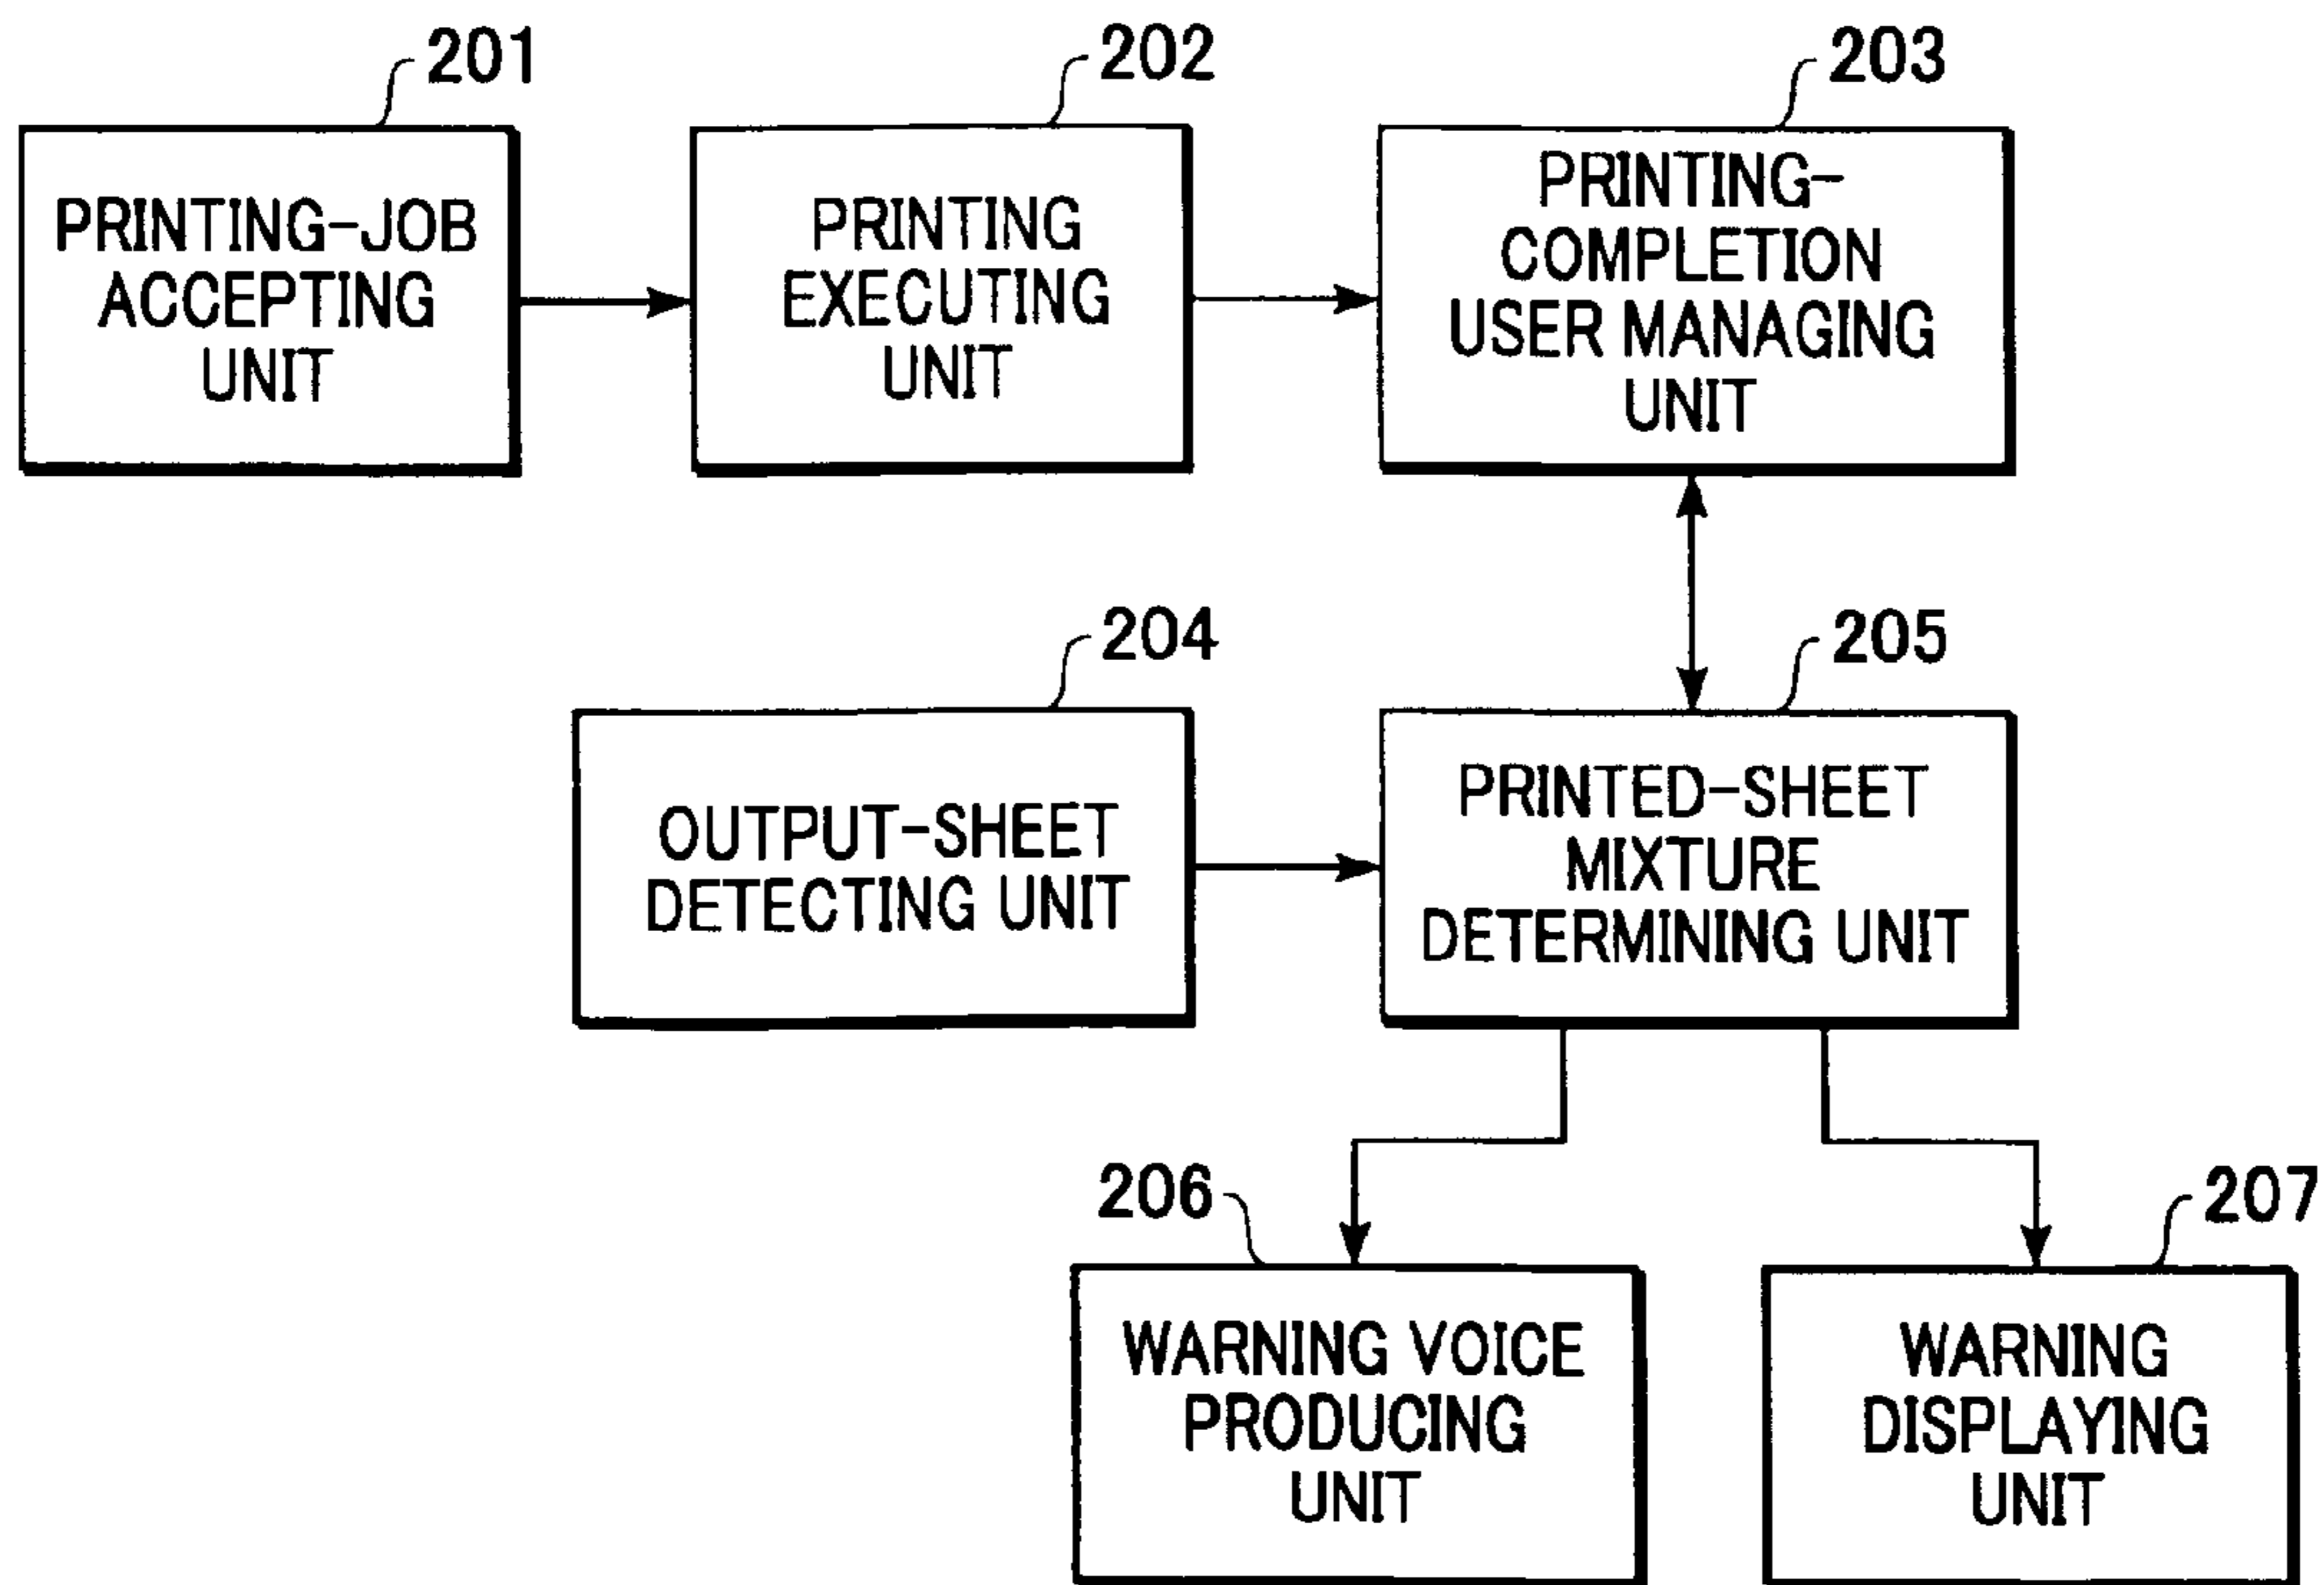 201
PRINTING-JOB
ACCEPTING
UNIT
202
PRINTING
EXECUTING
UNIT
203
PRINTING-
COMPLETION
USER MANAGING
UNIT
204
OUTPUT-SHEET
DETECTING UNIT
205
PRINTED-SHEET
MIXTURE
DETERMINING UNIT
206
WARNING VOICE
PRODUCING
UNIT
207
WARNING
DISPLAYING
UNIT